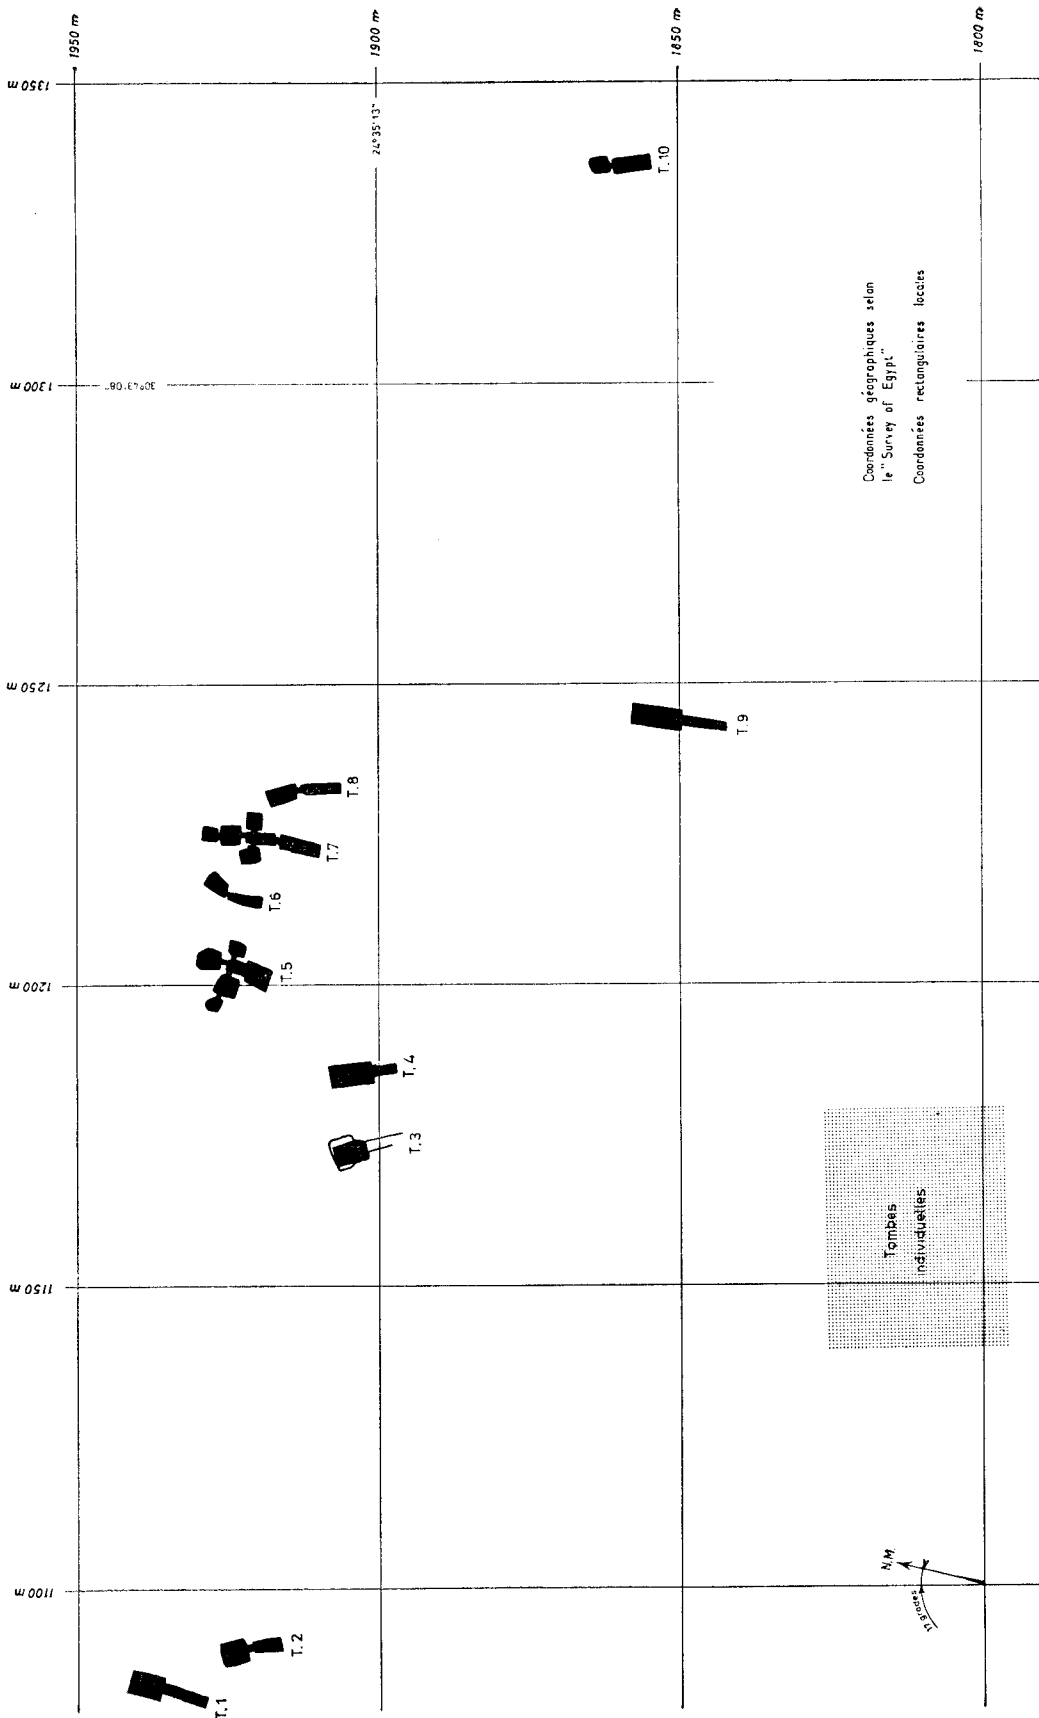 1950 m
1900 m
1850 m
1800 m
1350 m
1300 m
1250 m
1200 m
1150 m
1100 m
24°35'13"
30°43'08"
T.10
T.9
T.8
T.7
T.6
T.5
T.4
T.3
T.2
T.1
Coordonnées géographiques selon
le "Survey of Egypt"
Coordonnées rectangulaires locales
Tombes
individuelles
N.M.
17 grades